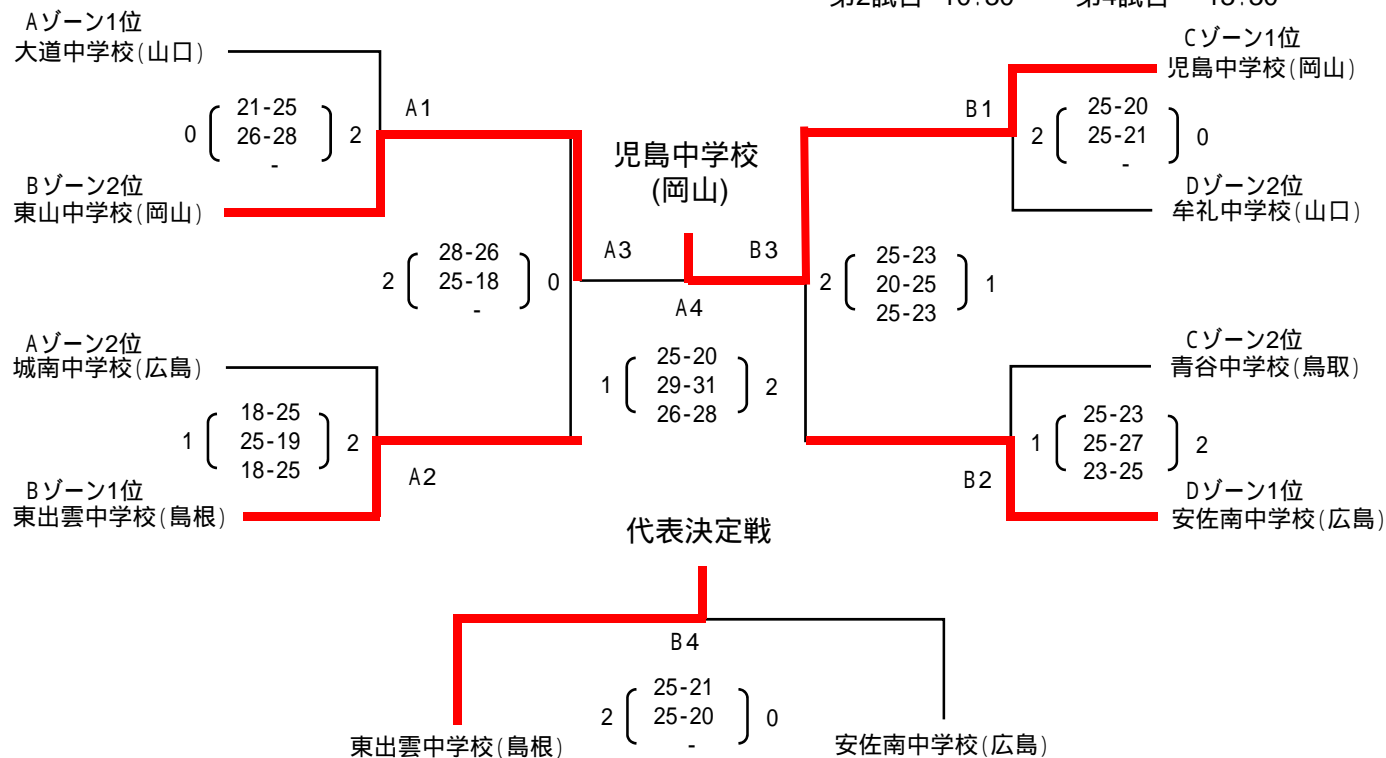 Aゾーン1位
大道中学校(山口)
A1
0
21-25
26-28
-
2
Bゾーン2位
東山中学校(岡山)
2
28-26
25-18
-
0
A3
Aゾーン2位
城南中学校(広島)
1
18-25
25-19
18-25
2
A2
Bゾーン1位
東出雲中学校(島根)
児島中学校
(岡山)
A4
1
25-20
29-31
26-28
2
Cゾーン1位
児島中学校(岡山)
B1
2
25-20
25-21
-
0
Dゾーン2位
牟礼中学校(山口)
B3
2
25-23
20-25
25-23
1
Cゾーン2位
青谷中学校(鳥取)
1
25-23
25-27
23-25
2
B2
Dゾーン1位
安佐南中学校(広島)
代表決定戦
B4
2
25-21
25-20
-
0
東出雲中学校(島根)
安佐南中学校(広島)